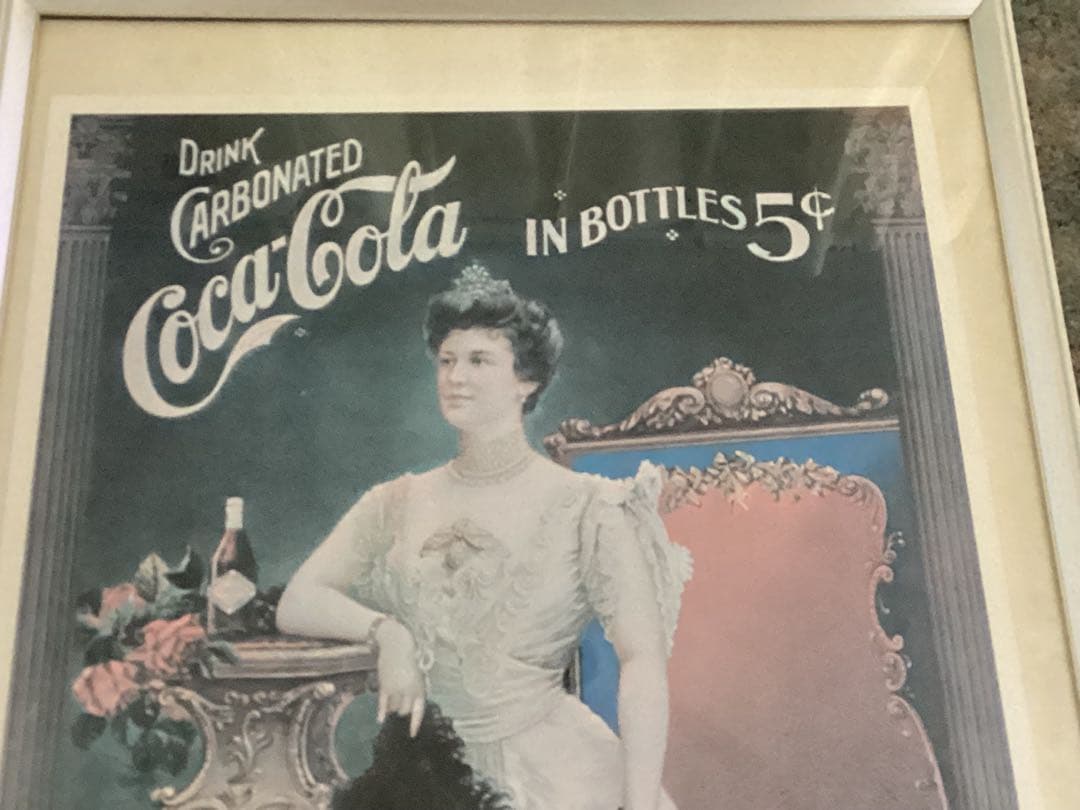 DRINK
CARBONATED
Coca-Cola
IN BOTTLES 5¢